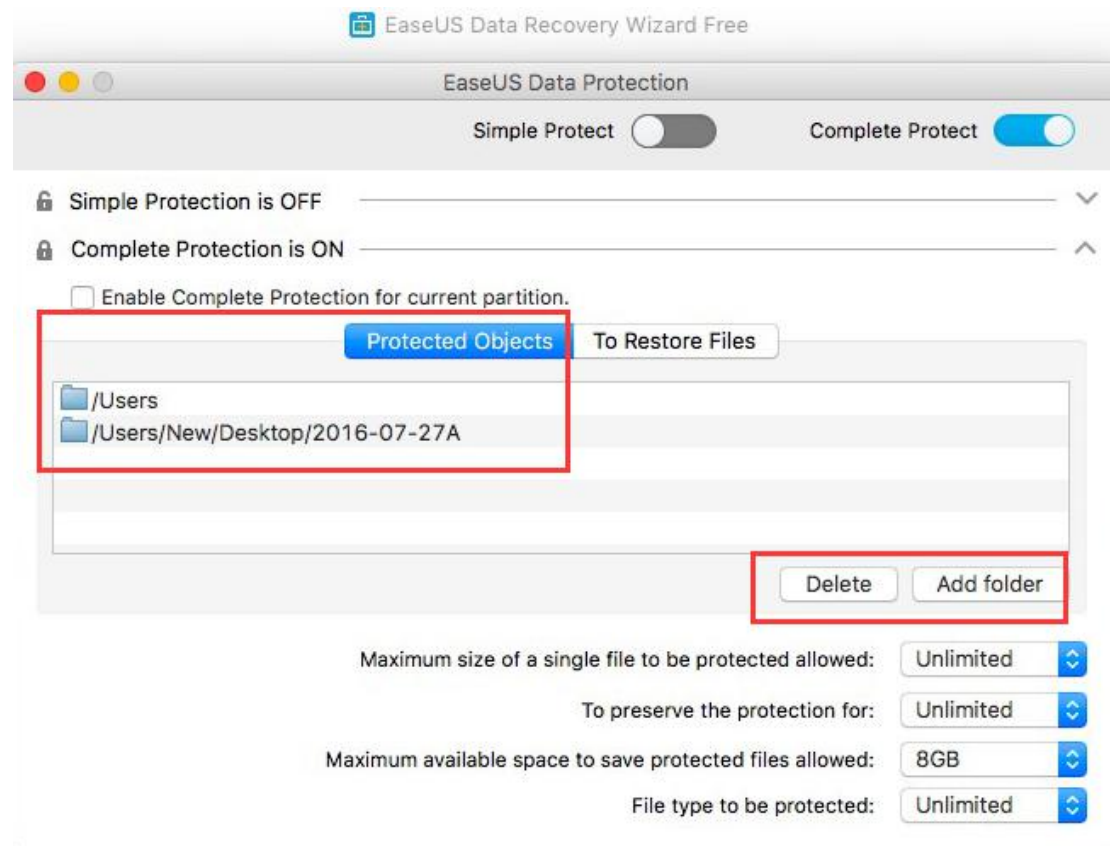 EaseUS Data Recovery Wizard Free
EaseUS Data Protection
Simple Protect Complete Protect
Simple Protection is OFF
Complete Protection is ON
Enable Complete Protection for current partition.
Protected Objects To Restore Files
/Users
/Users/New/Desktop/2016-07-27A
Delete Add folder
Maximum size of a single file to be protected allowed: Unlimited
To preserve the protection for: Unlimited
Maximum available space to save protected files allowed: 8GB
File type to be protected: Unlimited